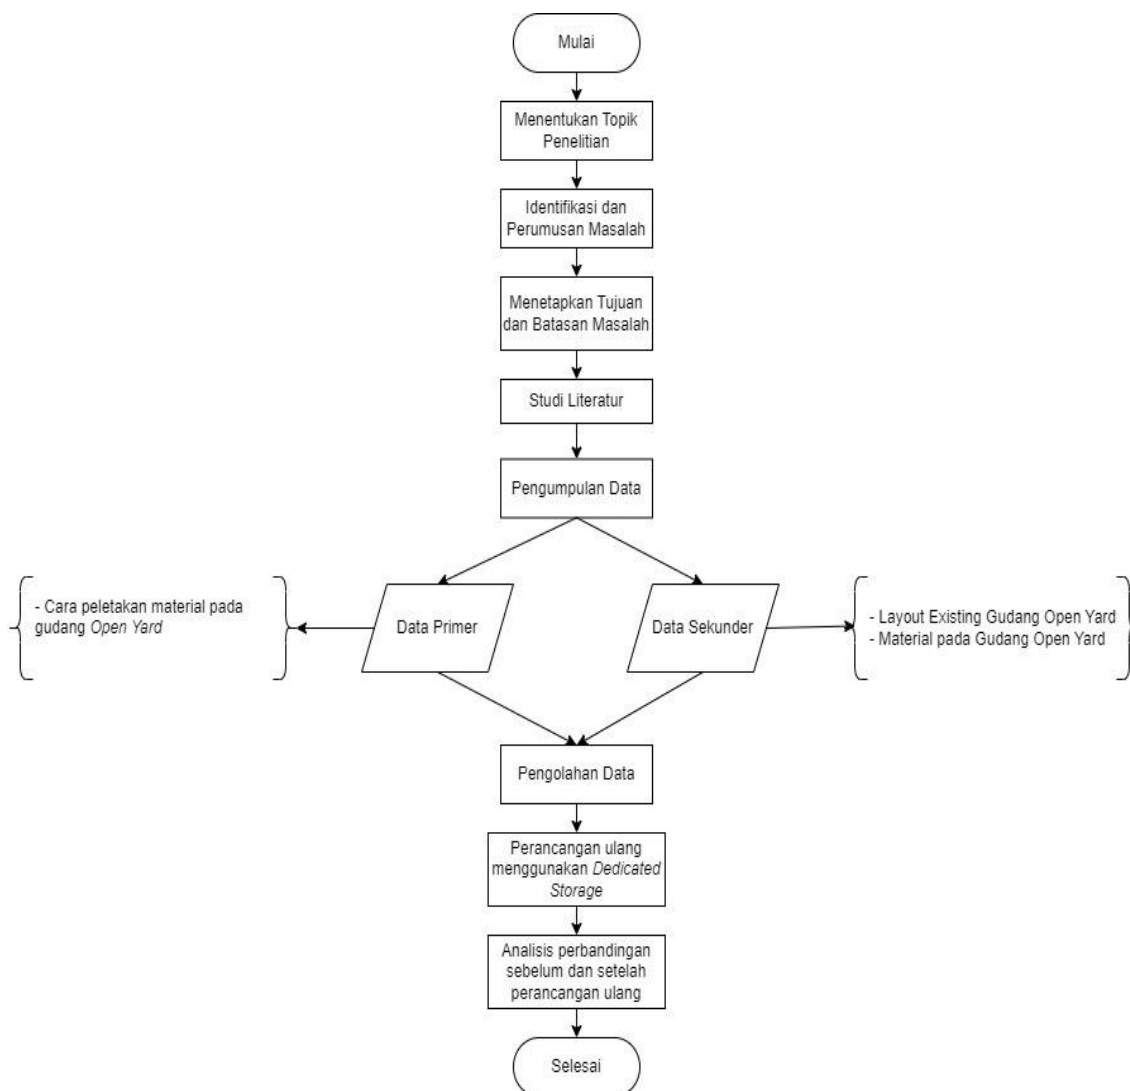 Mulai
Menentukan Topik
Penelitian
Identifikasi dan
Perumusan Masalah
Menetapkan Tujuan
dan Batasan Masalah
Studi Literatur
Pengumpulan Data
- Cara peletakan material pada
gudang Open Yard
Data Primer
Data Sekunder
- Layout Existing Gudang Open Yard
- Material pada Gudang Open Yard
Pengolahan Data
Perancangan ulang
menggunakan Dedicated
Storage
Analisis perbandingan
sebelum dan setelah
perancangan ulang
Selesai